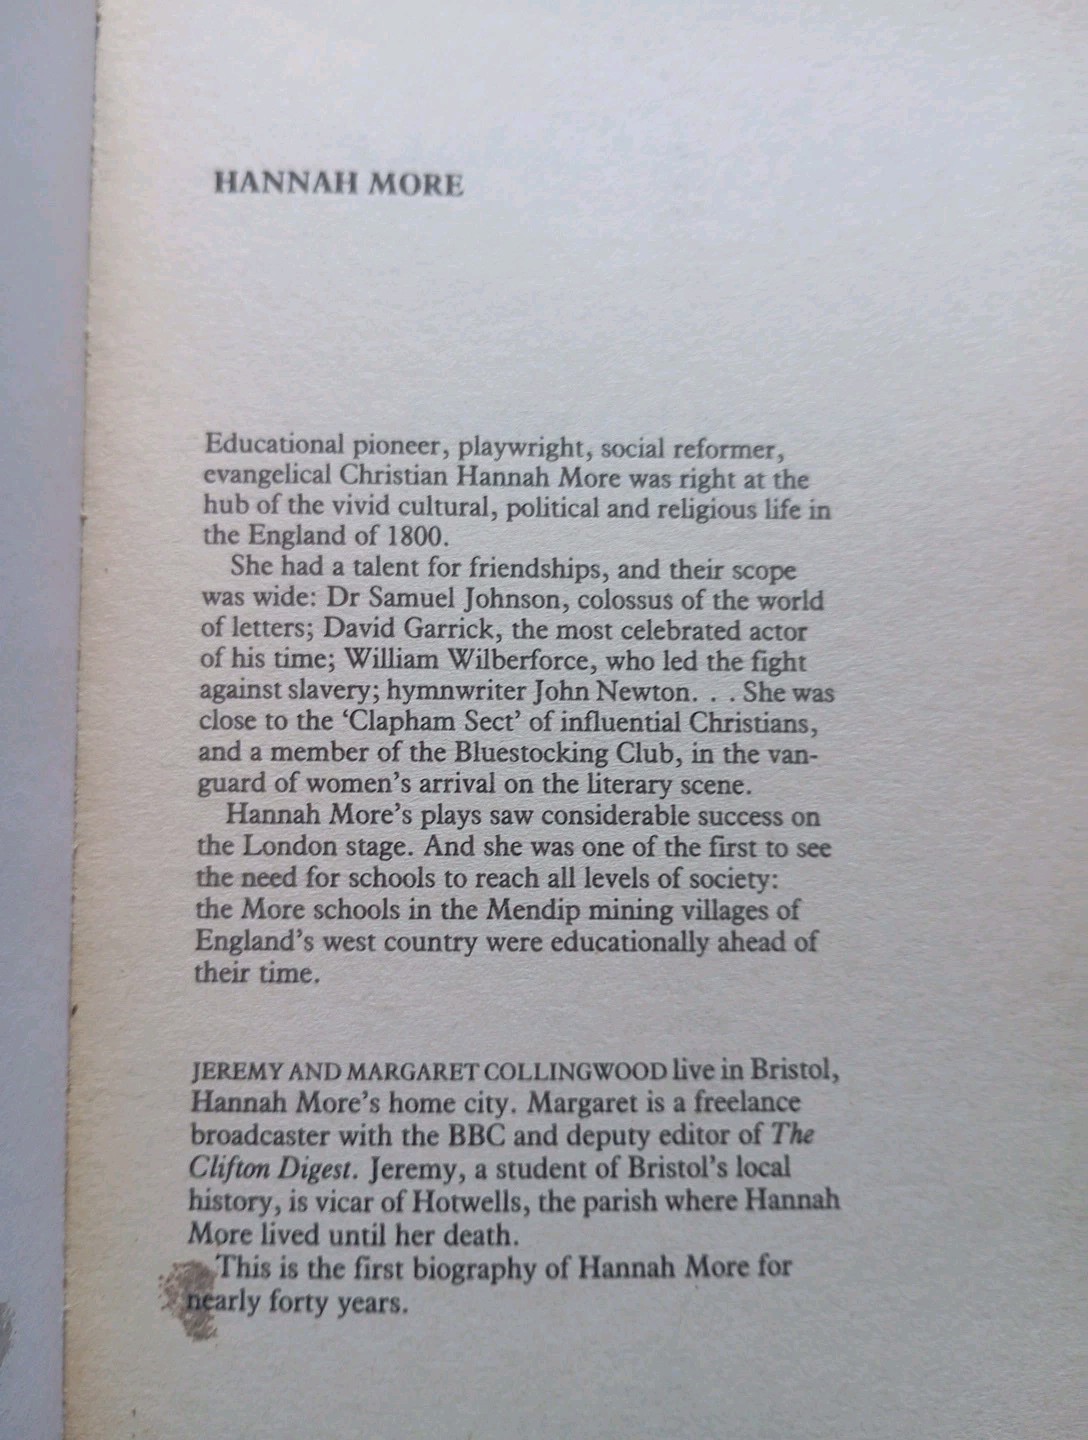 HANNAH MORE
Educational pioneer, playwright, social reformer,
evangelical Christian Hannah More was right at the
hub of the vivid cultural, political and religious life in
the England of 1800.
She had a talent for friendships, and their scope
was wide: Dr Samuel Johnson, colossus of the world
of letters; David Garrick, the most celebrated actor
of his time; William Wilberforce, who led the fight
against slavery; hymnwriter John Newton. . . She was
close to the ‘Clapham Sect’ of influential Christians,
and a member of the Bluestocking Club, in the van-
guard of women’s arrival on the literary scene.
Hannah More’s plays saw considerable success on
the London stage. And she was one of the first to see
the need for schools to reach all levels of society:
the More schools in the Mendip mining villages of
England’s west country were educationally ahead of
their time.
JEREMY AND MARGARET COLLINGWOOD live in Bristol,
Hannah More’s home city. Margaret is a freelance
broadcaster with the BBC and deputy editor of The
Clifton Digest. Jeremy, a student of Bristol’s local
history, is vicar of Hotwells, the parish where Hannah
More lived until her death.
This is the first biography of Hannah More for
nearly forty years.